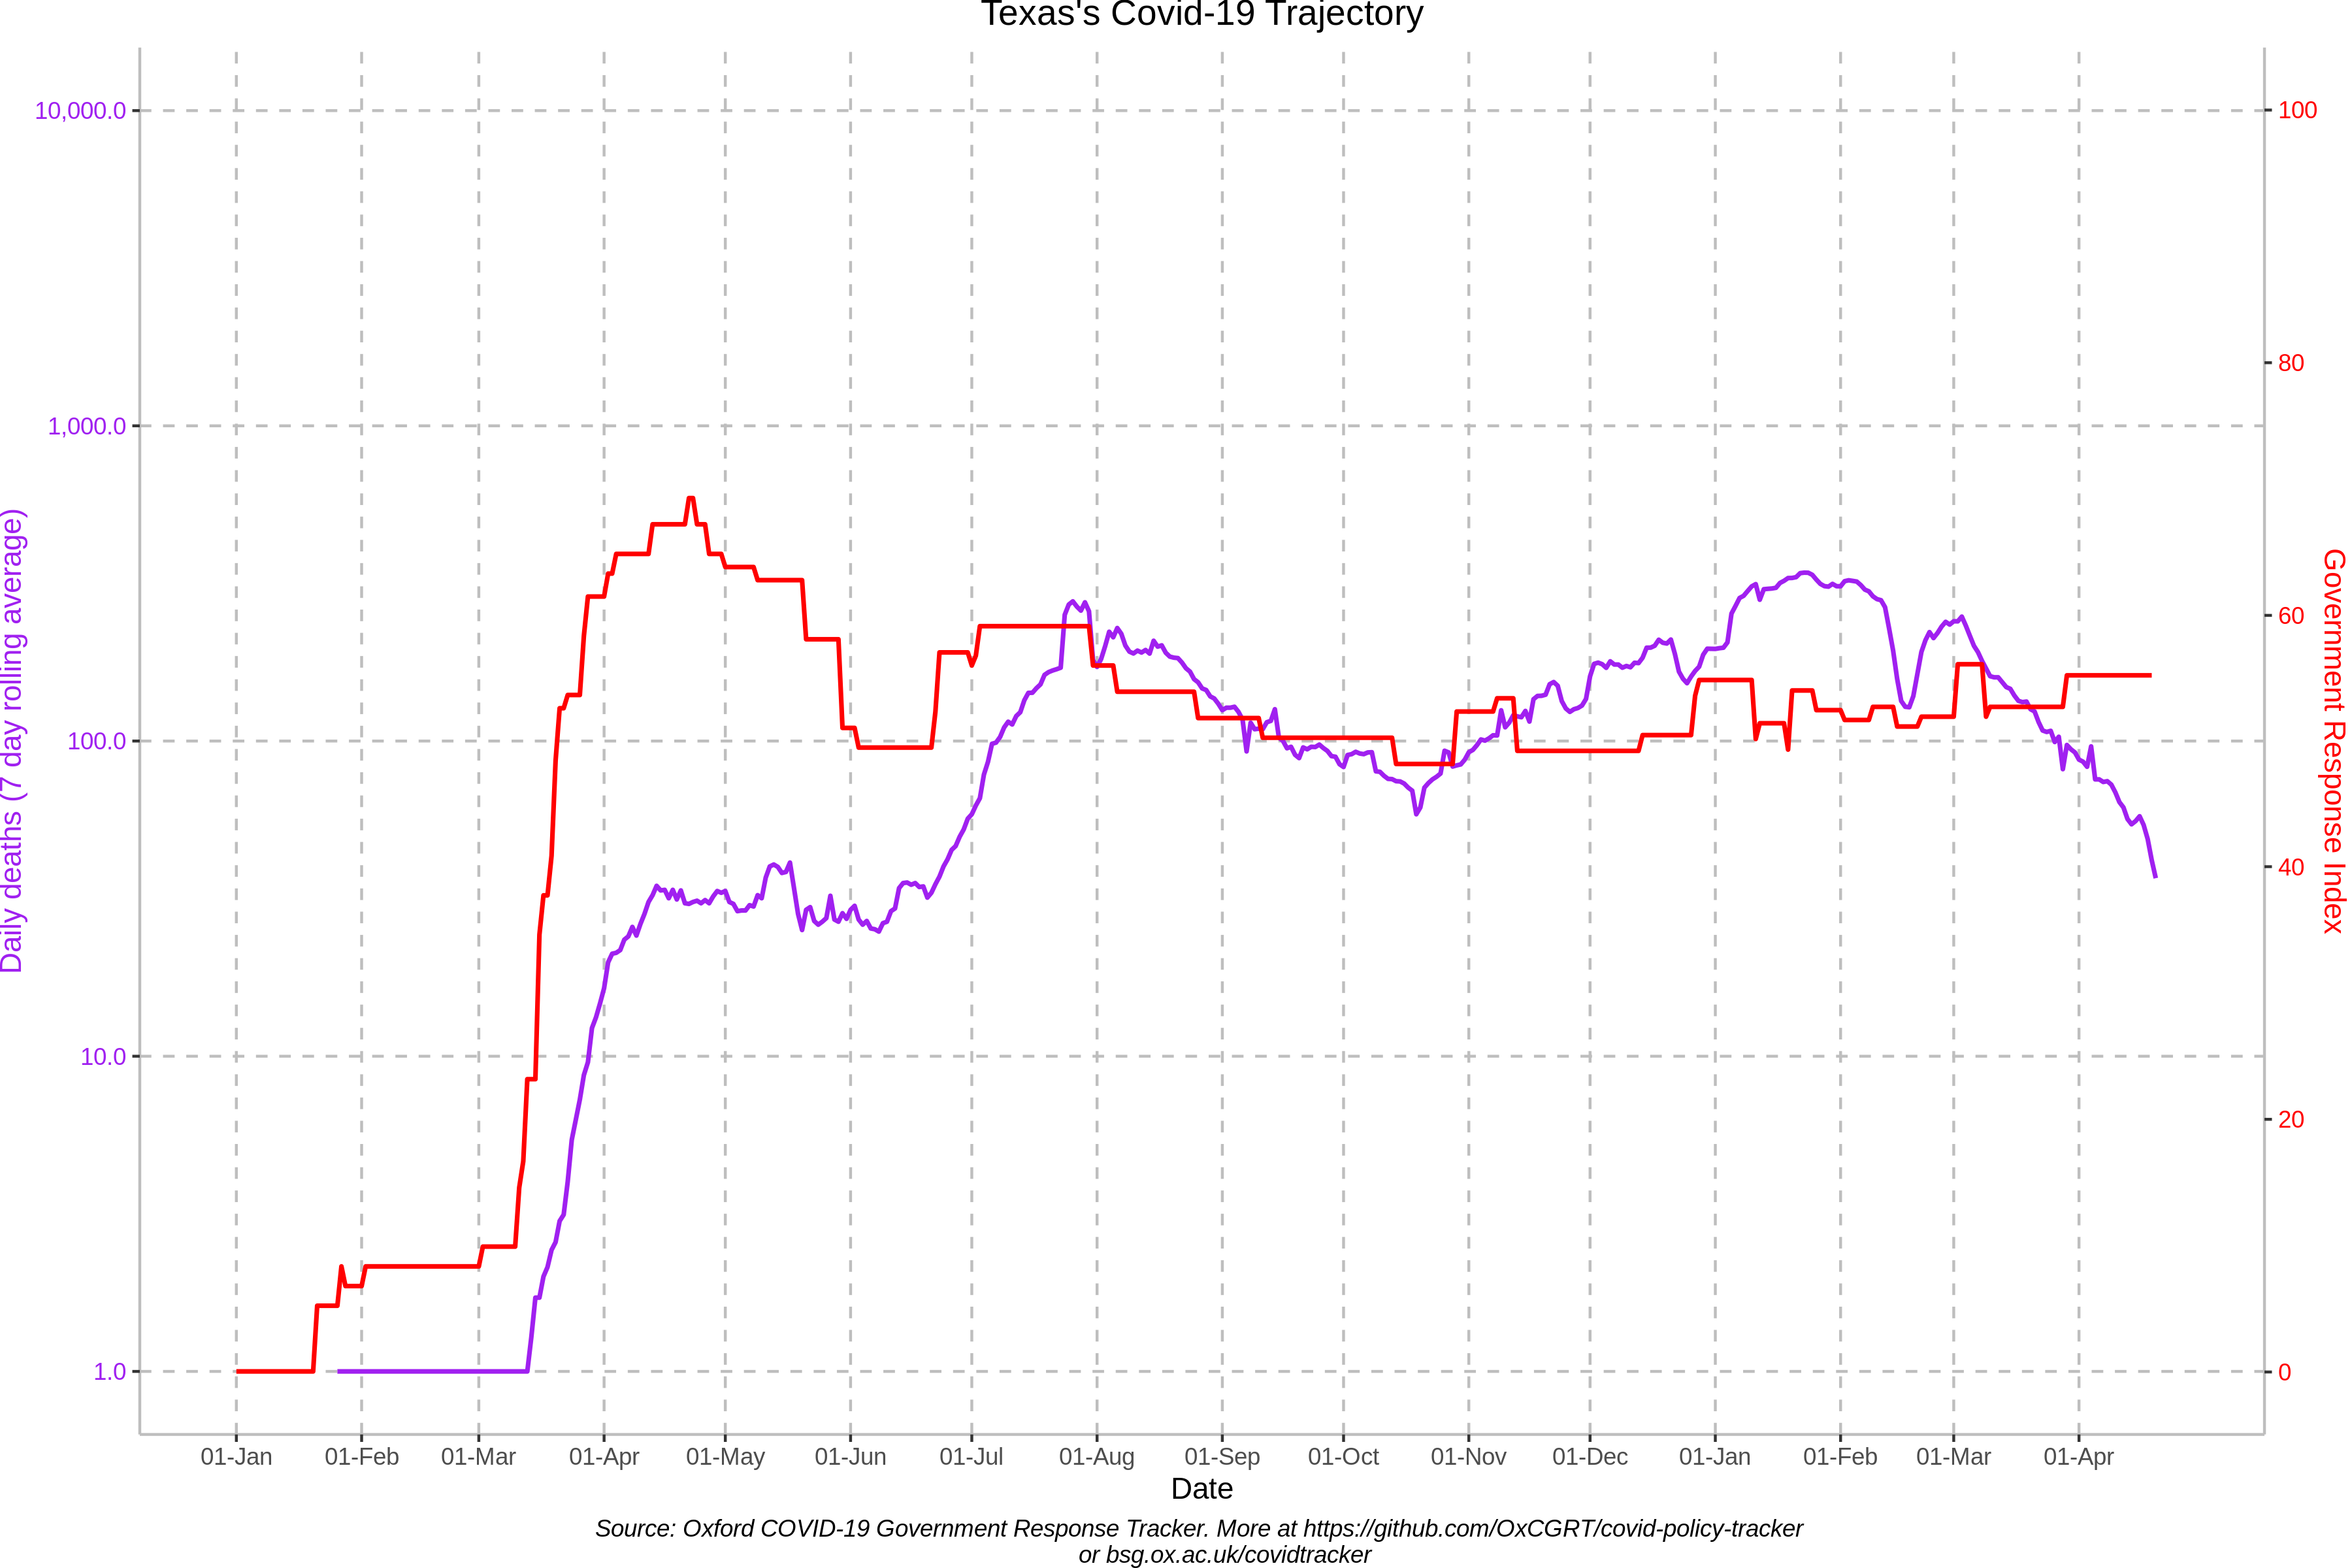 Texas's Covid-19 Trajectory
10,000.0
1,000.0
100.0
10.0
1.0
Daily deaths (7 day rolling average)
100
80
60
40
20
0
Government Response Index
01-Jan 01-Feb 01-Mar 01-Apr 01-May 01-Jun 01-Jul 01-Aug 01-Sep 01-Oct 01-Nov 01-Dec 01-Jan 01-Feb 01-Mar 01-Apr
Date
Source: Oxford COVID-19 Government Response Tracker. More at https://github.com/OxCGRT/covid-policy-tracker
or bsg.ox.ac.uk/covidtracker